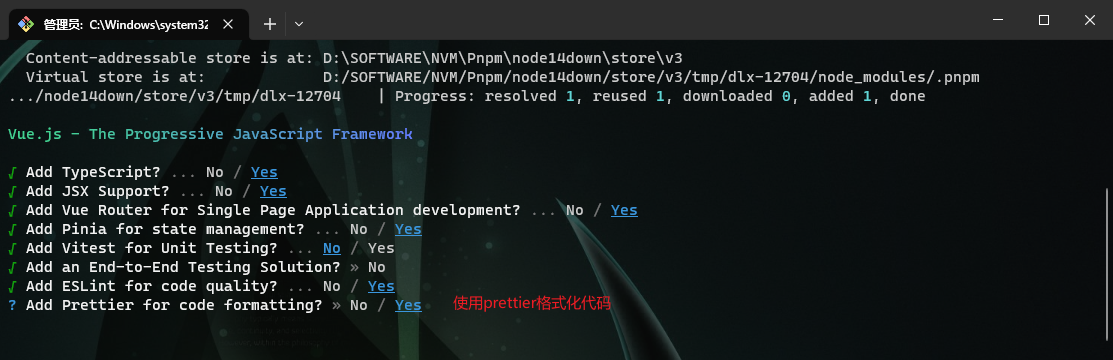 管理员: C:\Windows\system32
Content-addressable store is at: D:\SOFTWARE\NVM\Pnpm\node14down\store\v3
Virtual store is at: D:/SOFTWARE/NVM/Pnpm/node14down/store/v3/tmp/dlx-12704/node_modules/.pnpm
.../node14down/store/v3/tmp/dlx-12704 | Progress: resolved 1, reused 1, downloaded 0, added 1, done
Vue.js - The Progressive JavaScript Framework
√ Add TypeScript? ... No / Yes
√ Add JSX Support? ... No / Yes
√ Add Vue Router for Single Page Application development? ... No / Yes
√ Add Pinia for state management? ... No / Yes
√ Add Vitest for Unit Testing? ... No / Yes
√ Add an End-to-End Testing Solution? » No
√ Add ESLint for code quality? ... No / Yes
? Add Prettier for code formatting? » No / Yes 使用prettier格式化代码